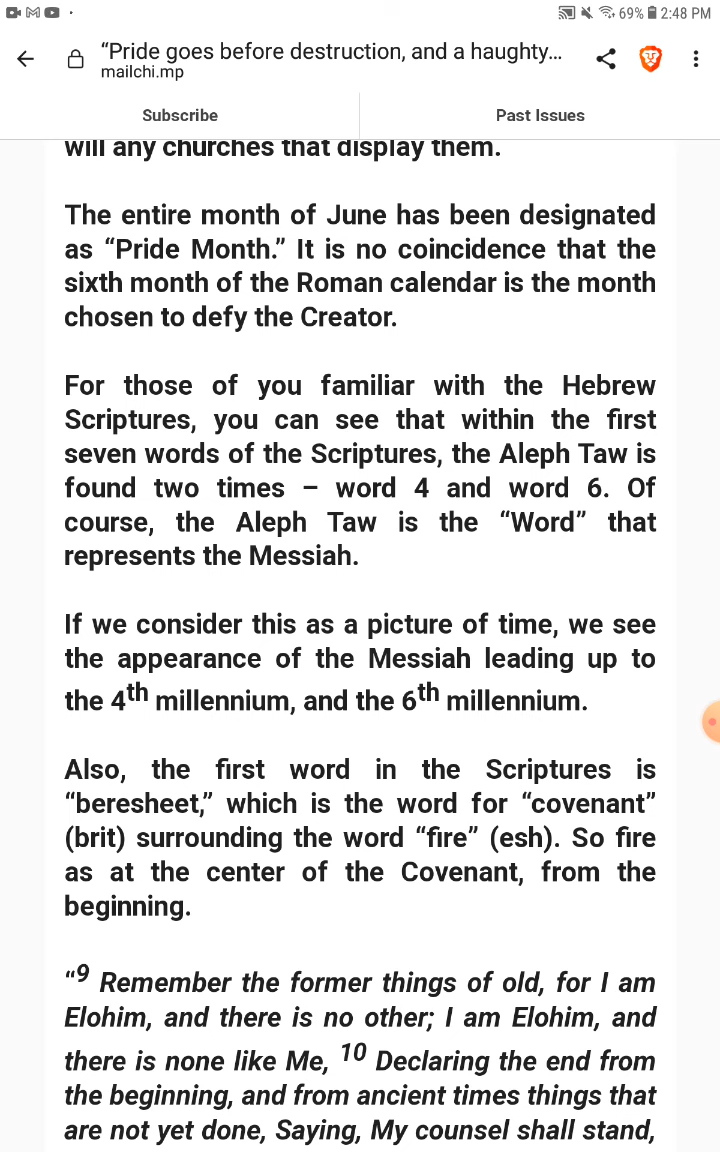 69% 2:48 PM
“Pride goes before destruction, and a haughty...
mailchi.mp
Subscribe
Past Issues
will any churches that display them.
The entire month of June has been designated
as “Pride Month.” It is no coincidence that the
sixth month of the Roman calendar is the month
chosen to defy the Creator.
For those of you familiar with the Hebrew
Scriptures, you can see that within the first
seven words of the Scriptures, the Aleph Taw is
found two times – word 4 and word 6. Of
course, the Aleph Taw is the “Word” that
represents the Messiah.
If we consider this as a picture of time, we see
the appearance of the Messiah leading up to
the 4th millennium, and the 6th millennium.
Also, the first word in the Scriptures is
“beresheet,” which is the word for “covenant”
(brit) surrounding the word “fire” (esh). So fire
as at the center of the Covenant, from the
beginning.
“9 Remember the former things of old, for I am
Elohim, and there is no other; I am Elohim, and
there is none like Me, 10 Declaring the end from
the beginning, and from ancient times things that
are not yet done, Saying, My counsel shall stand,